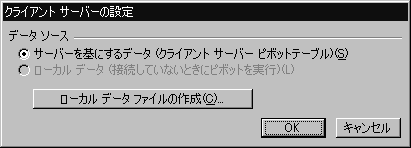 クライアント サーバーの設定
データ ソース
サーバーを基にするデータ (クライアント サーバー ピボットテーブル)(S)
ローカル データ (接続していないときにピボットを実行)(L)
ローカル データ ファイルの作成(C)...
OK キャンセル